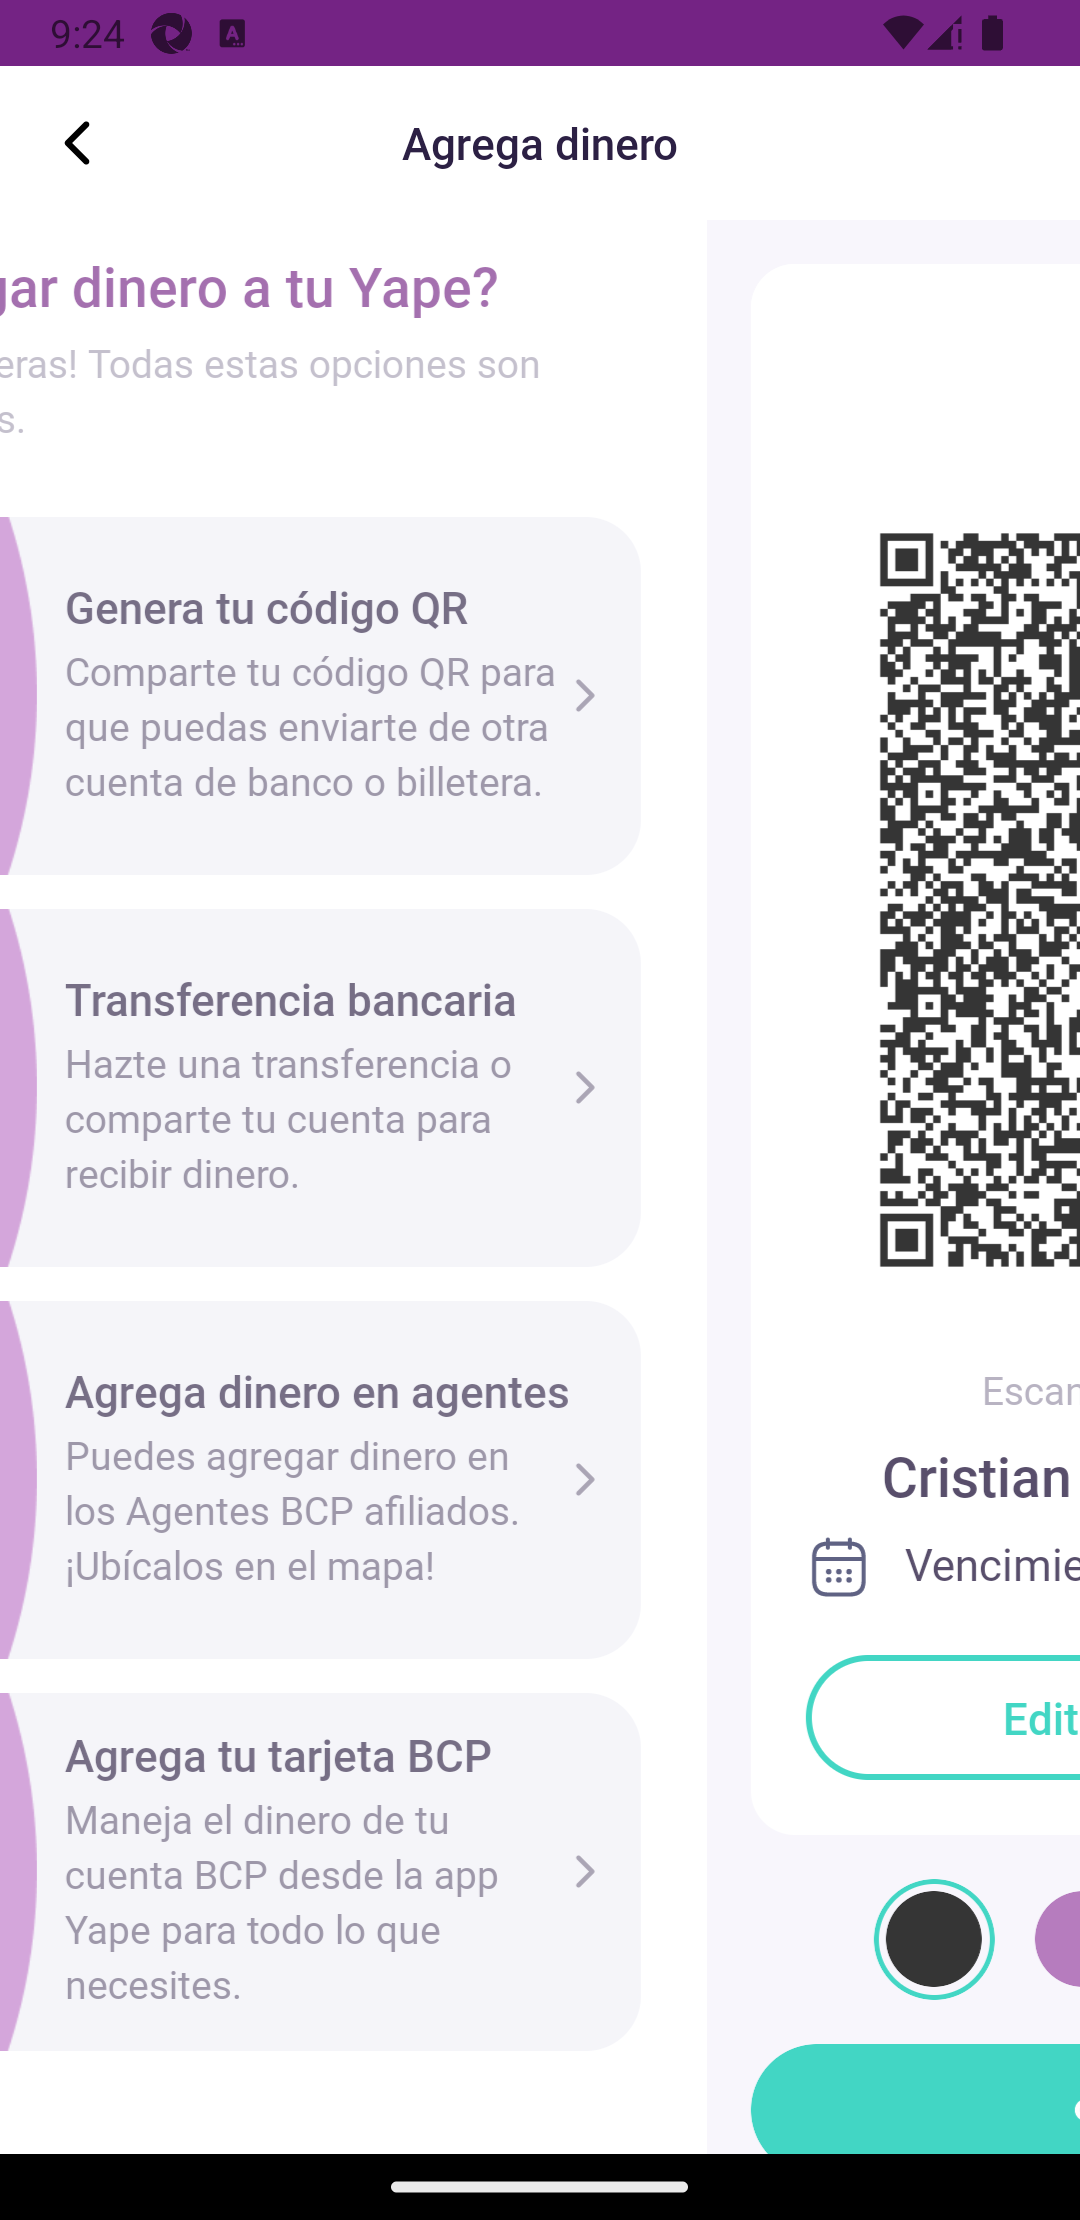 9:24
Agrega dinero
gar dinero a tu Yape?
eras! Todas estas opciones son
s.
Genera tu código QR
Comparte tu código QR para
que puedas enviarte de otra
cuenta de banco o billetera.
Transferencia bancaria
Hazte una transferencia o
comparte tu cuenta para
recibir dinero.
Agrega dinero en agentes
Puedes agregar dinero en
los Agentes BCP afiliados.
¡Ubícalos en el mapa!
Agrega tu tarjeta BCP
Maneja el dinero de tu
cuenta BCP desde la app
Yape para todo lo que
necesites.
Escan
Cristian
Vencimie
Edit